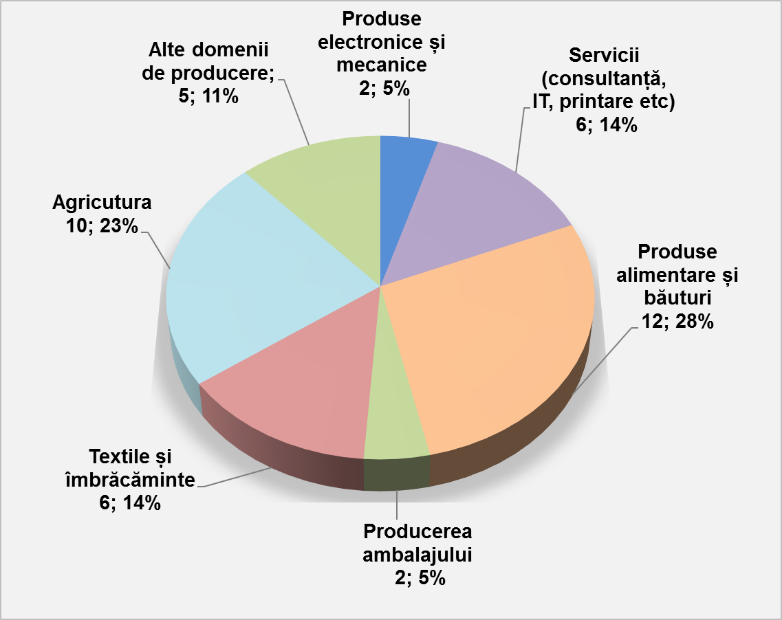 Produse
electronice și
mecanice
2; 5%
Servicii
(consultanță,
IT, printare etc)
6; 14%
Produse
alimentare și
băuturi
12; 28%
Producerea
ambalajului
2; 5%
Textile și
îmbrăcăminte
6; 14%
Agricutura
10; 23%
Alte domenii
de producere;
5; 11%